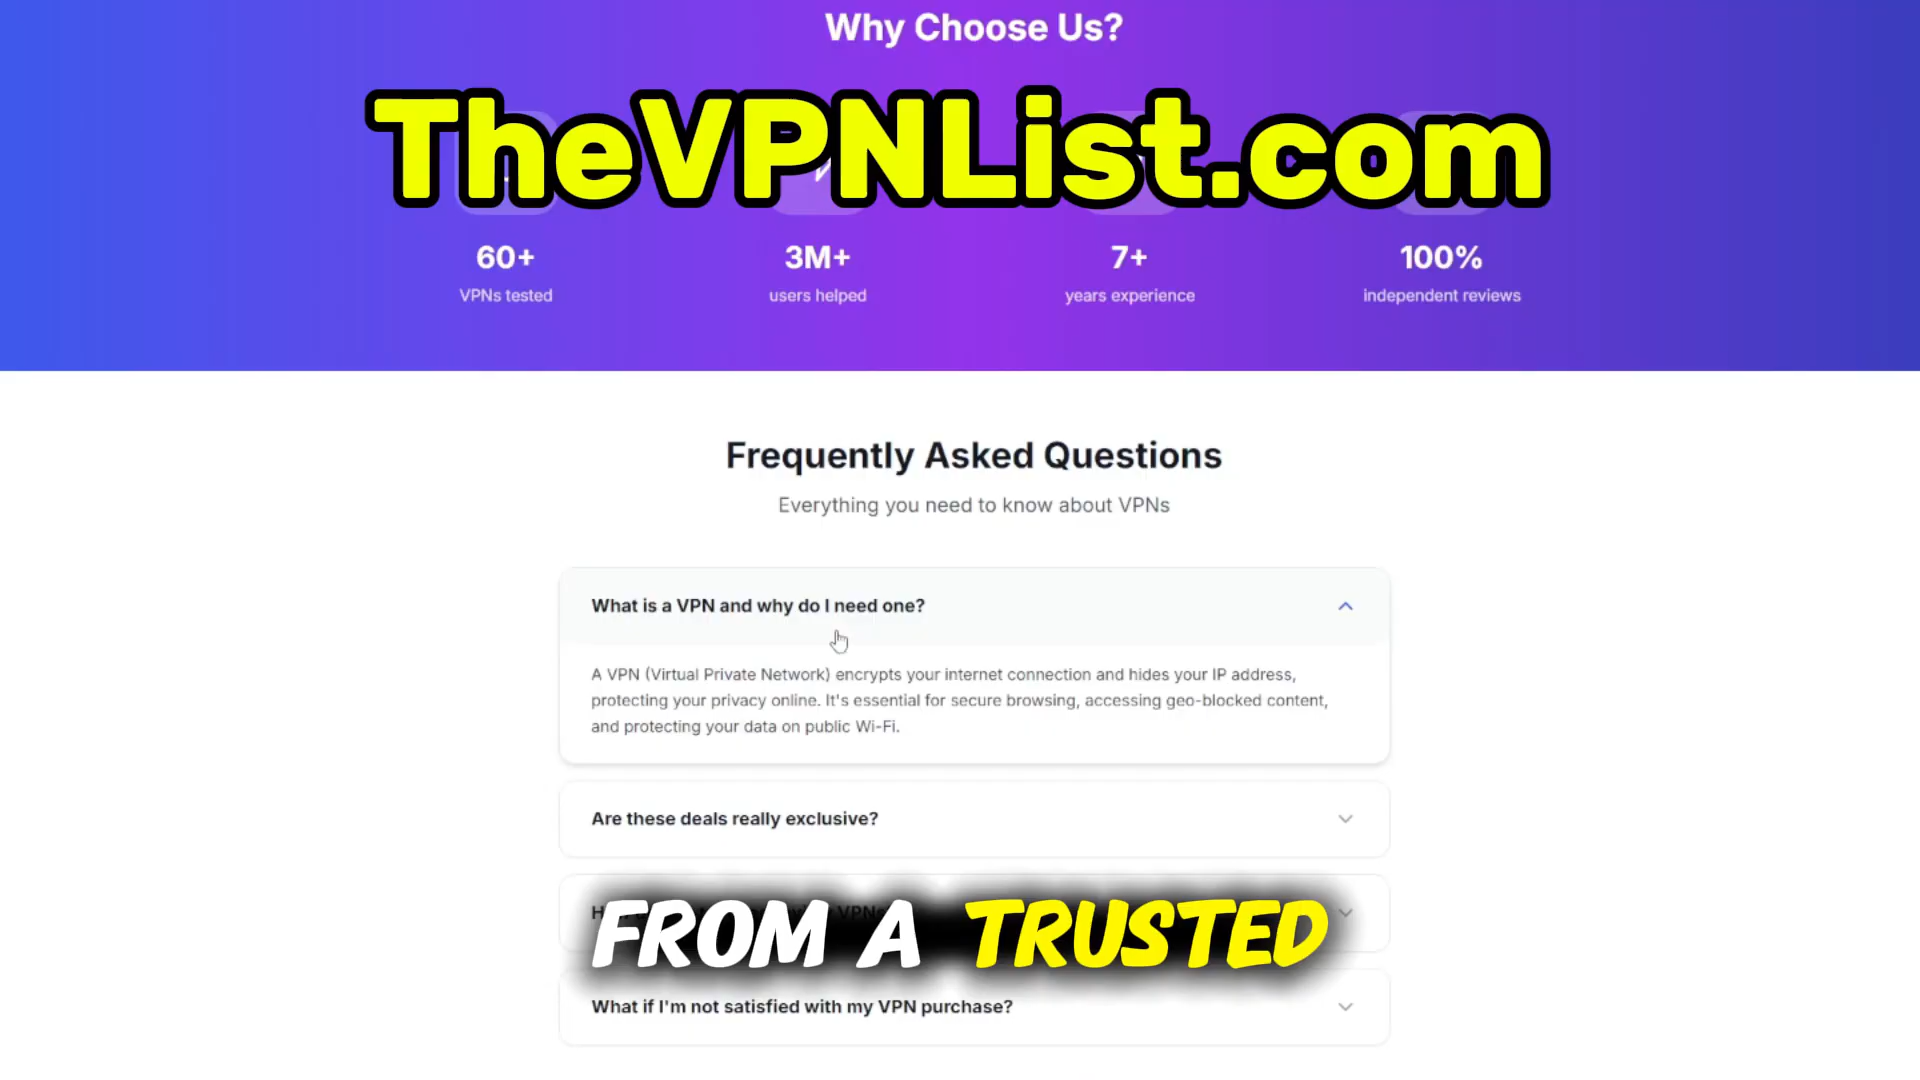 Why Choose Us?
TheVPNList.com
60+
3M+
7+
100%
VPNs tested
users helped
years experience
independent reviews
Frequently Asked Questions
Everything you need to know about VPNs
What is a VPN and why do I need one?
A VPN (Virtual Private Network) encrypts your internet connection and hides your IP address,
protecting your privacy online. It's essential for secure browsing, accessing geo-blocked content,
and protecting your data on public Wi-Fi.
Are these deals really exclusive?
FROM A TRUSTED
What if I'm not satisfied with my VPN purchase?